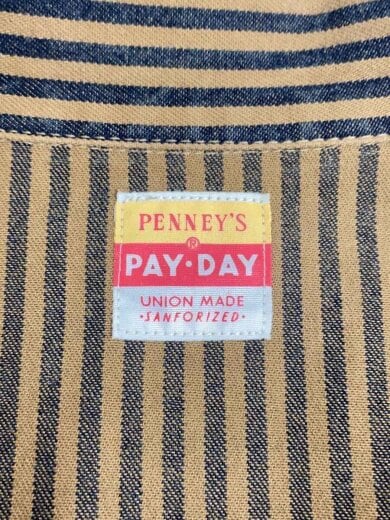 PENNEY'S
®
PAY·DAY
UNION MADE
·SANFORIZED·